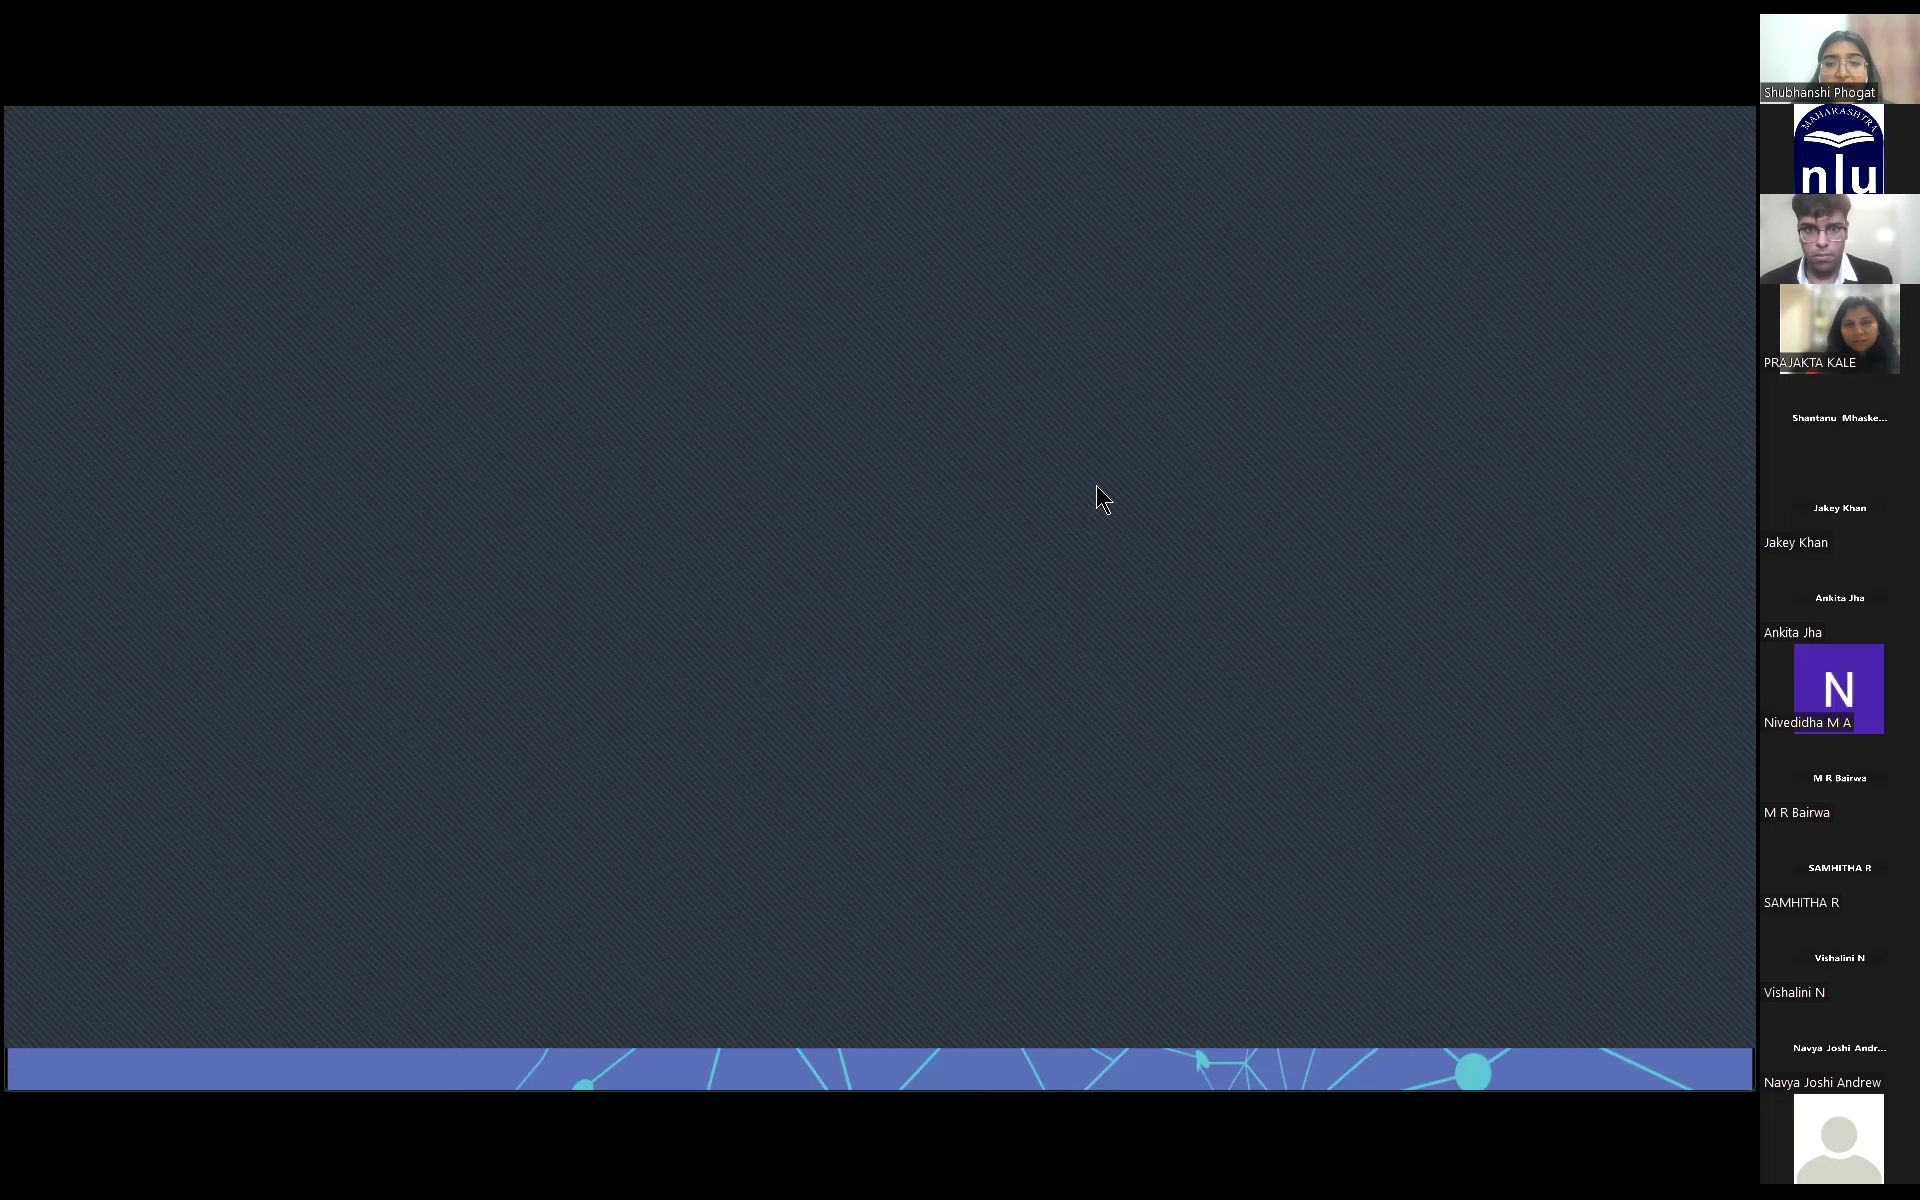 Shubhanshi Phogat
MAHARASHTRA
nlu
PRAJAKTA KALE
Shantanu Mhaske...
Jakey Khan
Jakey Khan
Ankita Jha
Ankita Jha
N
Nivedidha M A
M R Bairwa
M R Bairwa
SAMHITHA R
SAMHITHA R
Vishalini N
Vishalini N
Navya Joshi Andr...
Navya Joshi Andrew